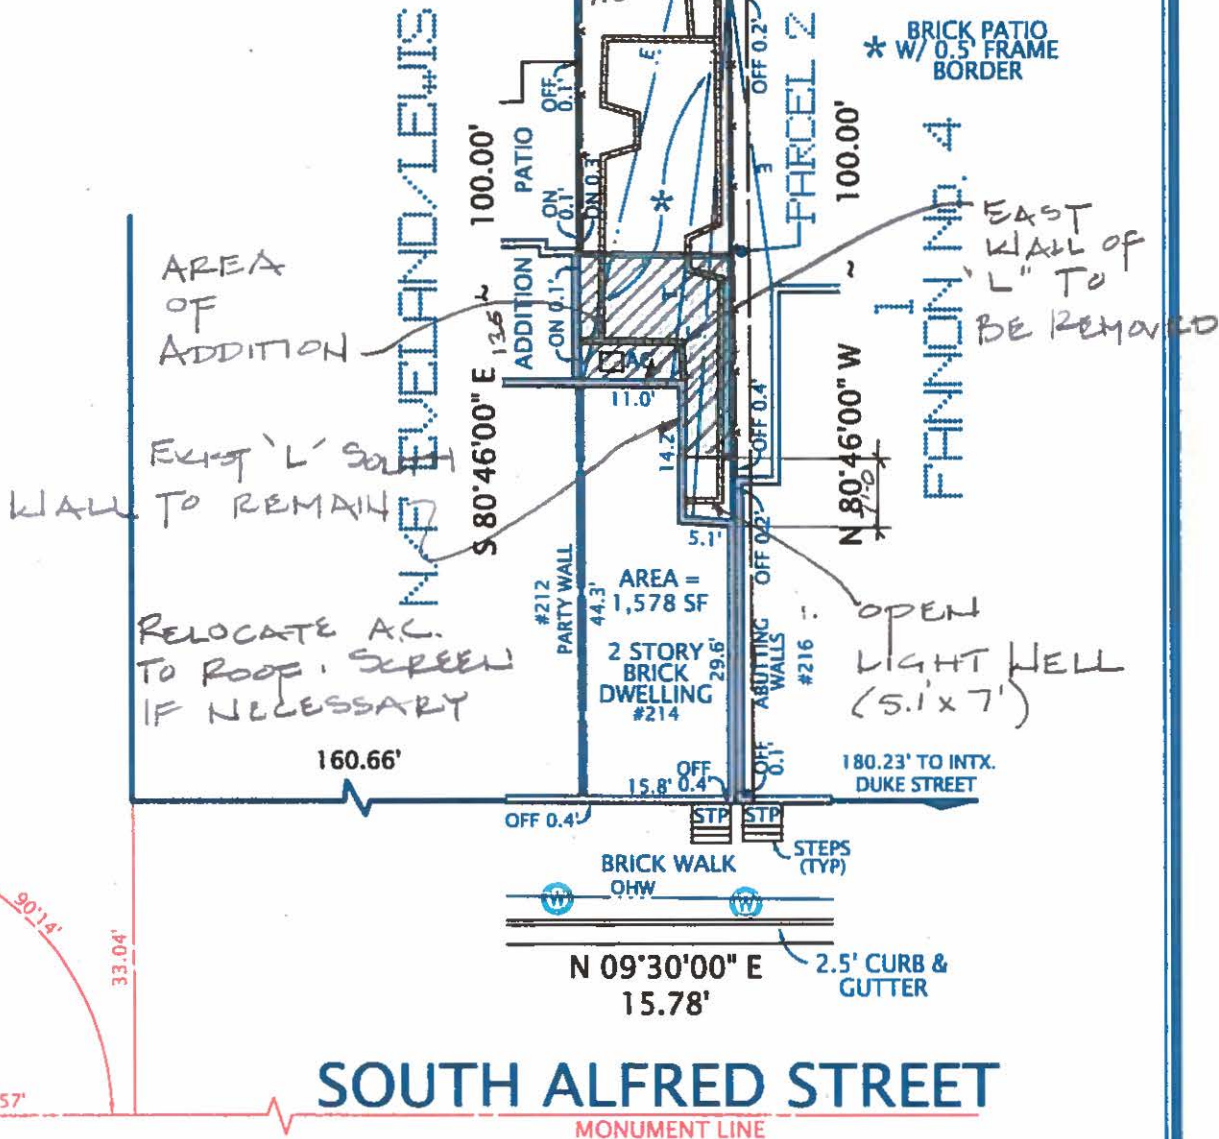 BRICK PATIO
* W/ 0.5' FRAME
BORDER
OFF 0.2'
PARCEL 2
100.00'
FANNON NO. 4
1
N 80°46'00" W
EAST
WALL OF
"L" TO
BE REMOVED
N/F EVELAND/LEWIS
100.00'
S 80°46'00" E
PATIO
OFF
0.1'
ON
0.1'
ON 0.3'
E
*
3
ADDITION
ON 0.1'
AREA
OF
ADDITION
AC
11.0'
14.2'
OFF 0.4'
7'-0
EXIST 'L' SOUTH
WALL TO REMAIN
5.1'
OFF 0.2'
#212
PARTY WALL
44.3'
AREA =
1,578 SF
2 STORY
BRICK
DWELLING
#214
29.6'
ABUTTING
WALLS
#216
OPEN
LIGHT WELL
(5.1' x 7')
RELOCATE A.C.
TO ROOF. SCREEN
IF NECESSARY
160.66'
15.8'
OFF
0.4'
OFF
0.1'
180.23' TO INTX.
DUKE STREET
OFF 0.4'
STP
STP
STEPS
(TYP)
BRICK WALK
OHW
W
W
90°14'
33.04'
N 09°30'00" E
15.78'
2.5' CURB &
GUTTER
SOUTH ALFRED STREET
57'
MONUMENT LINE